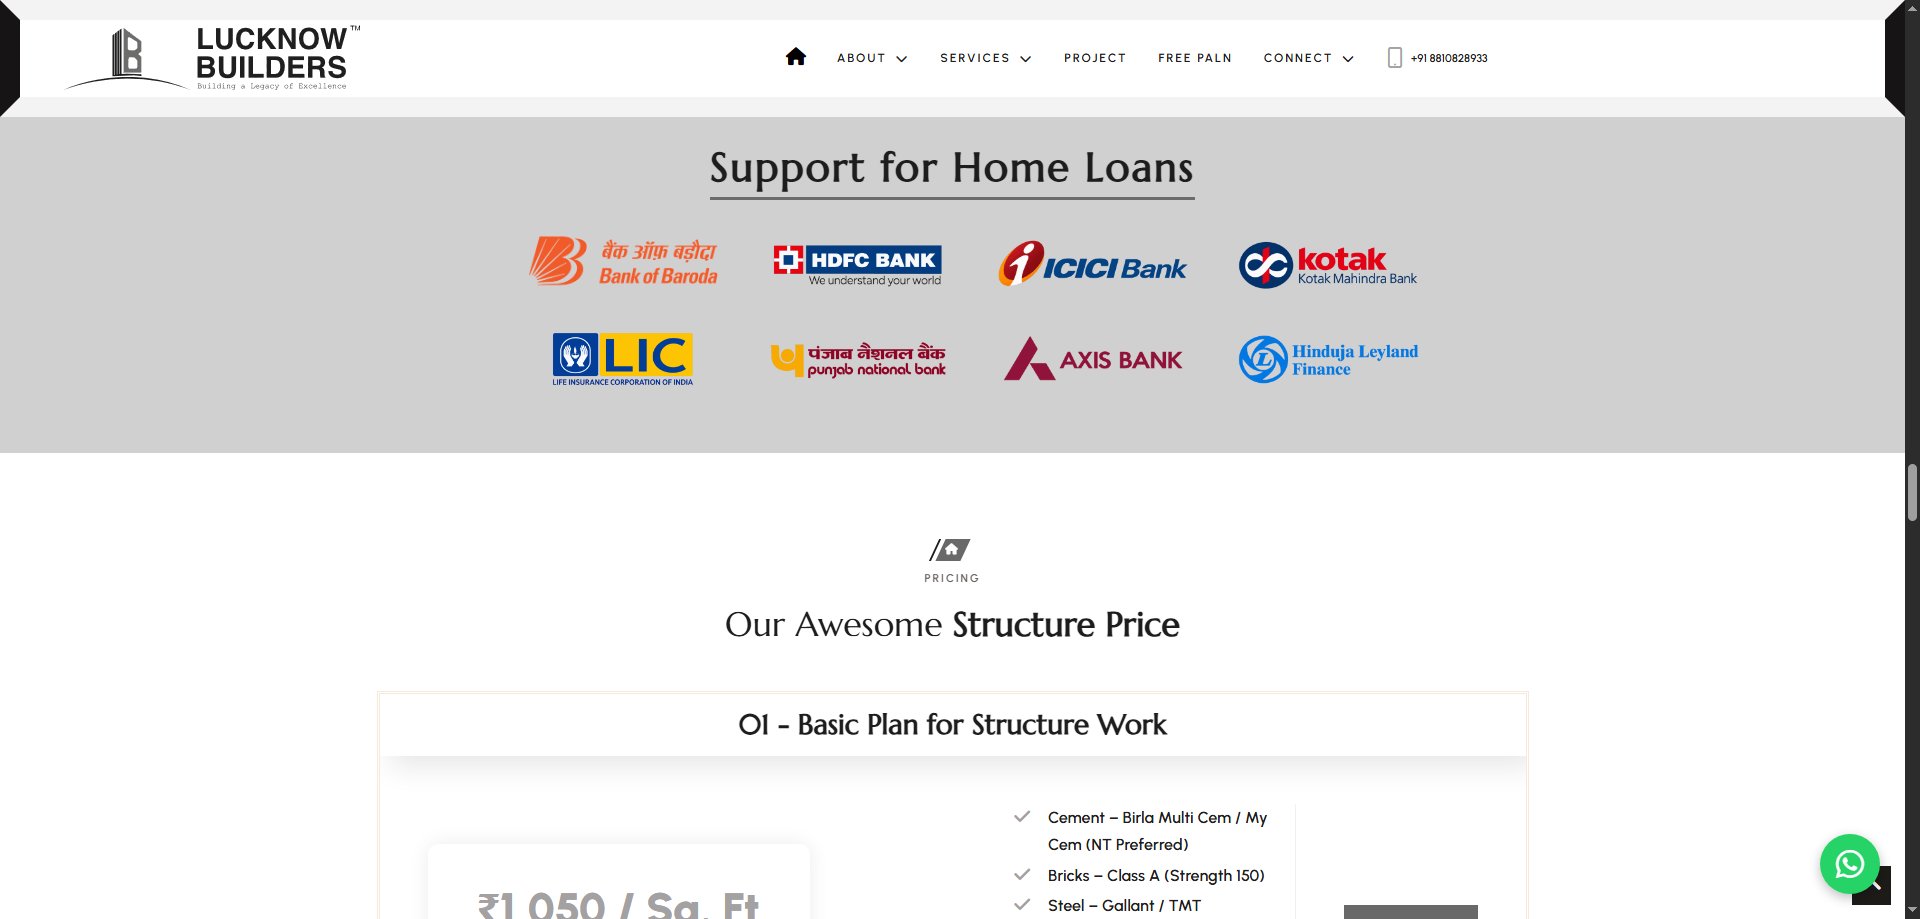 LUCKNOW™
BUILDERS
Building a Legacy of Excellence
ABOUT
SERVICES
PROJECT
FREE PALN
CONNECT
+91 8810828933
Support for Home Loans
बैंक ऑफ़ बड़ौदा
Bank of Baroda
HDFC BANK
We understand your world
ICICI Bank
kotak
Kotak Mahindra Bank
LIC
LIFE INSURANCE CORPORATION OF INDIA
पंजाब नैशनल बैंक
punjab national bank
AXIS BANK
Hinduja Leyland
Finance
PRICING
Our Awesome Structure Price
01 - Basic Plan for Structure Work
₹1,050 / Sq. Ft
Cement – Birla Multi Cem / My
Cem (NT Preferred)
Bricks – Class A (Strength 150)
Steel – Gallant / TMT